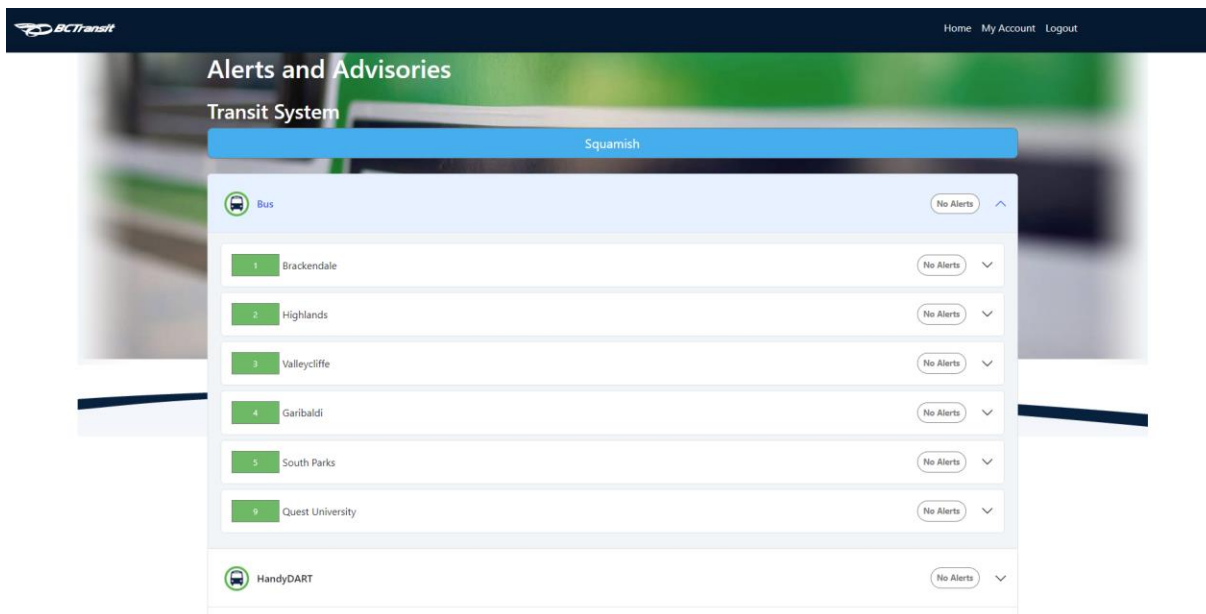 BCTransit
Home My Account Logout
Alerts and Advisories
Transit System
Squamish
Bus No Alerts
1 Brackendale No Alerts
2 Highlands No Alerts
3 Valleycliffe No Alerts
4 Garibaldi No Alerts
5 South Parks No Alerts
9 Quest University No Alerts
HandyDART No Alerts